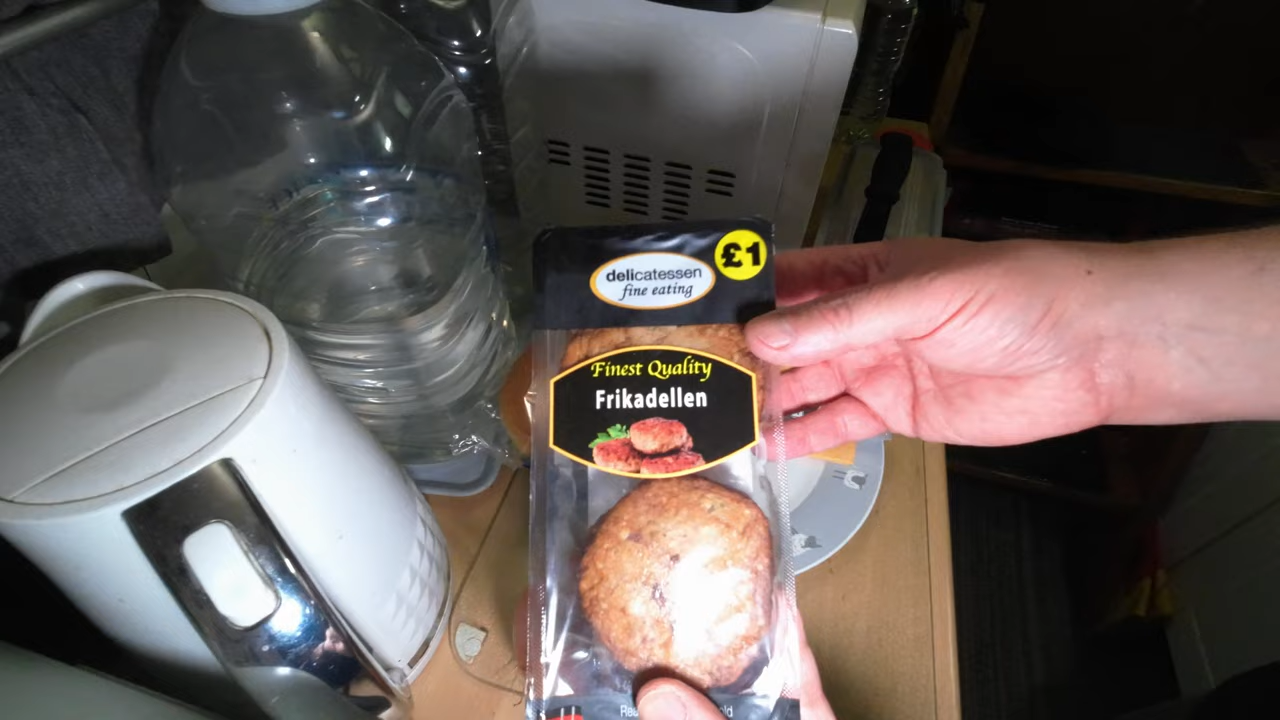 £1
delicatessen
fine eating
Finest Quality
Frikadellen